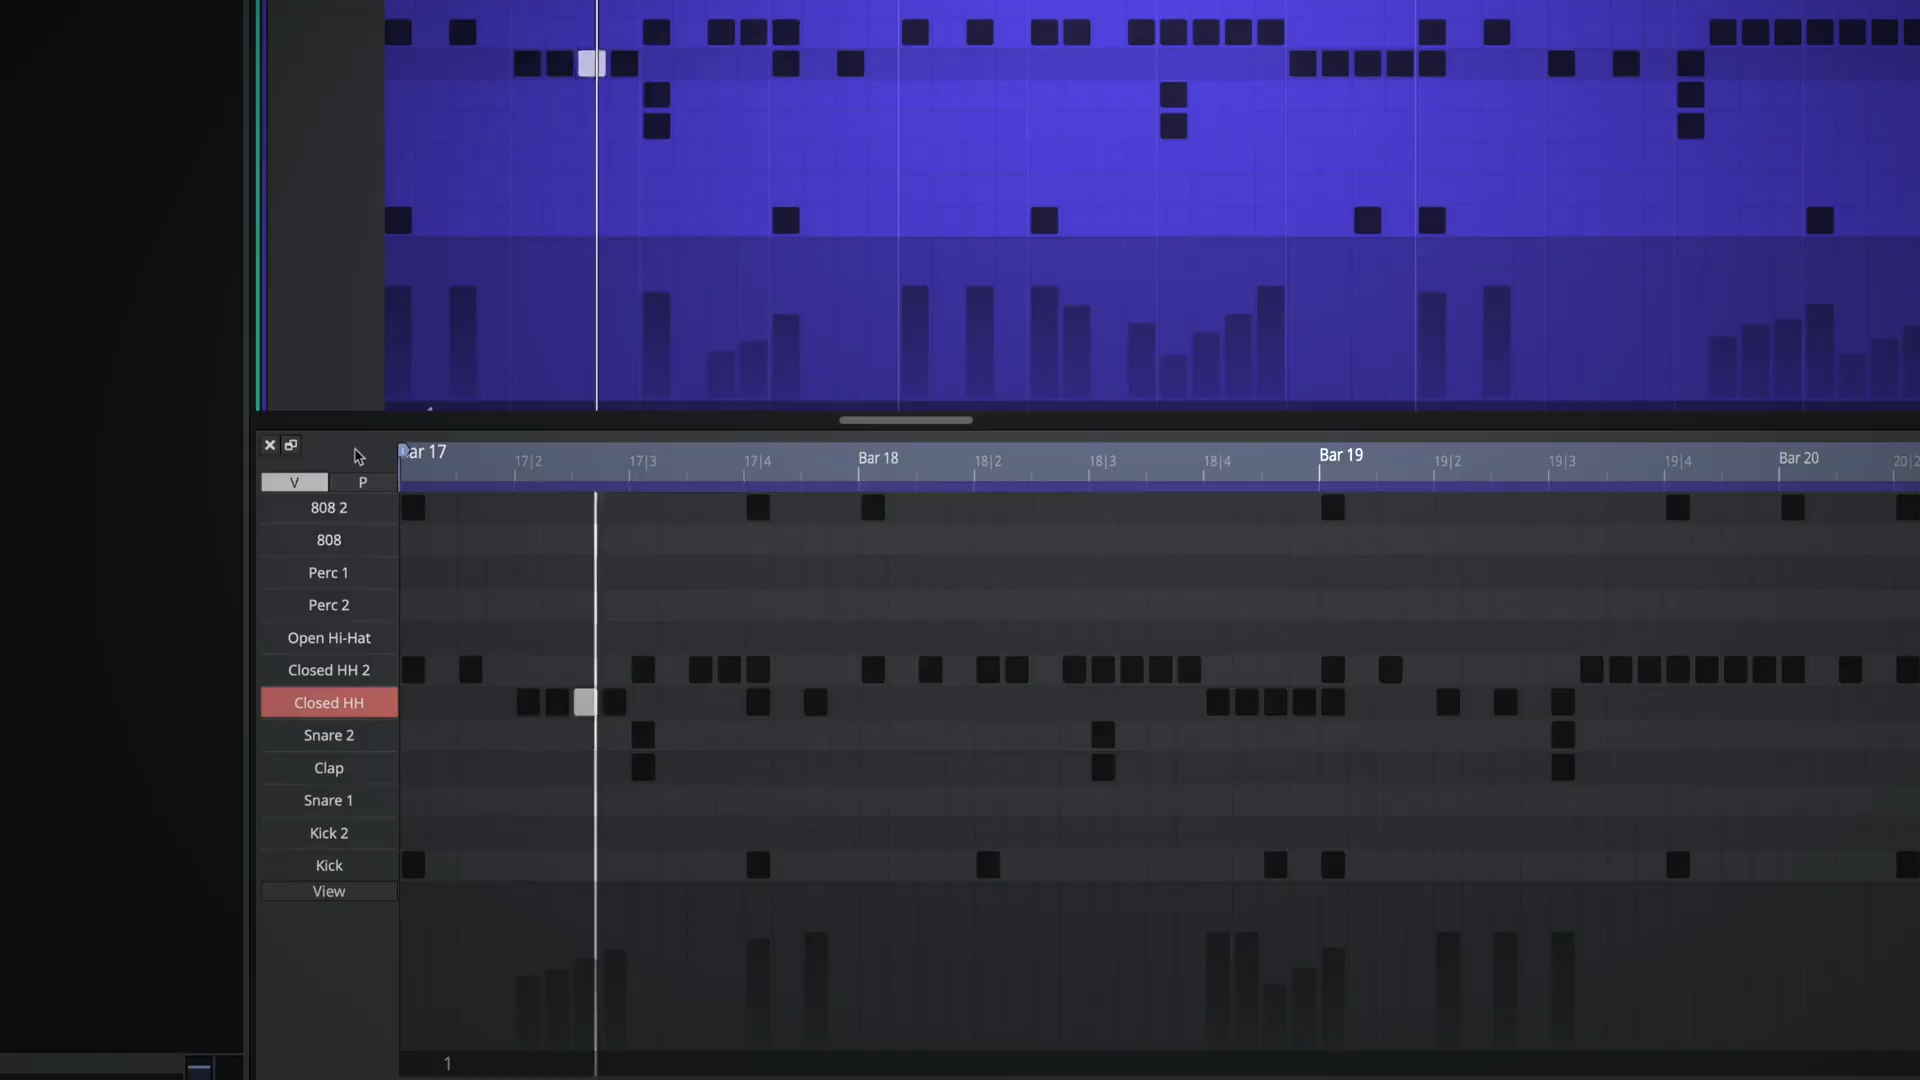 ar 17
17|2
17|3
17|4
Bar 18
18|2
18|3
18|4
Bar 19
19|2
19|3
19|4
Bar 20
20|2
V
P
808 2
808
Perc 1
Perc 2
Open Hi-Hat
Closed HH 2
Closed HH
Snare 2
Clap
Snare 1
Kick 2
Kick
View
1